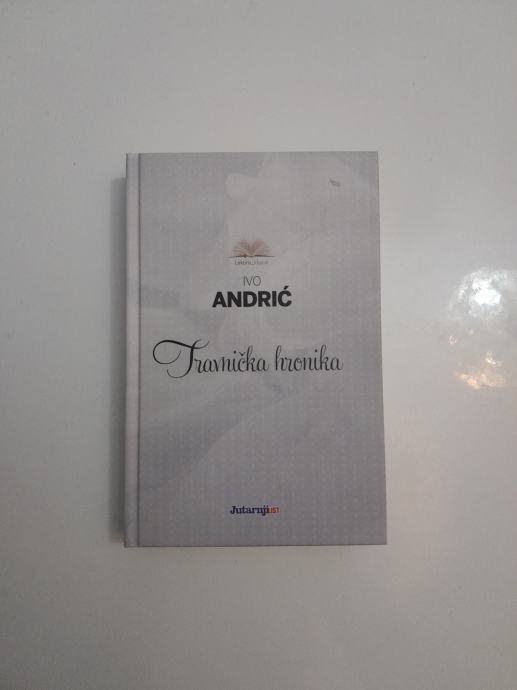 IVO
ANDRIĆ
Travnička hronika
Jutarnji LIST